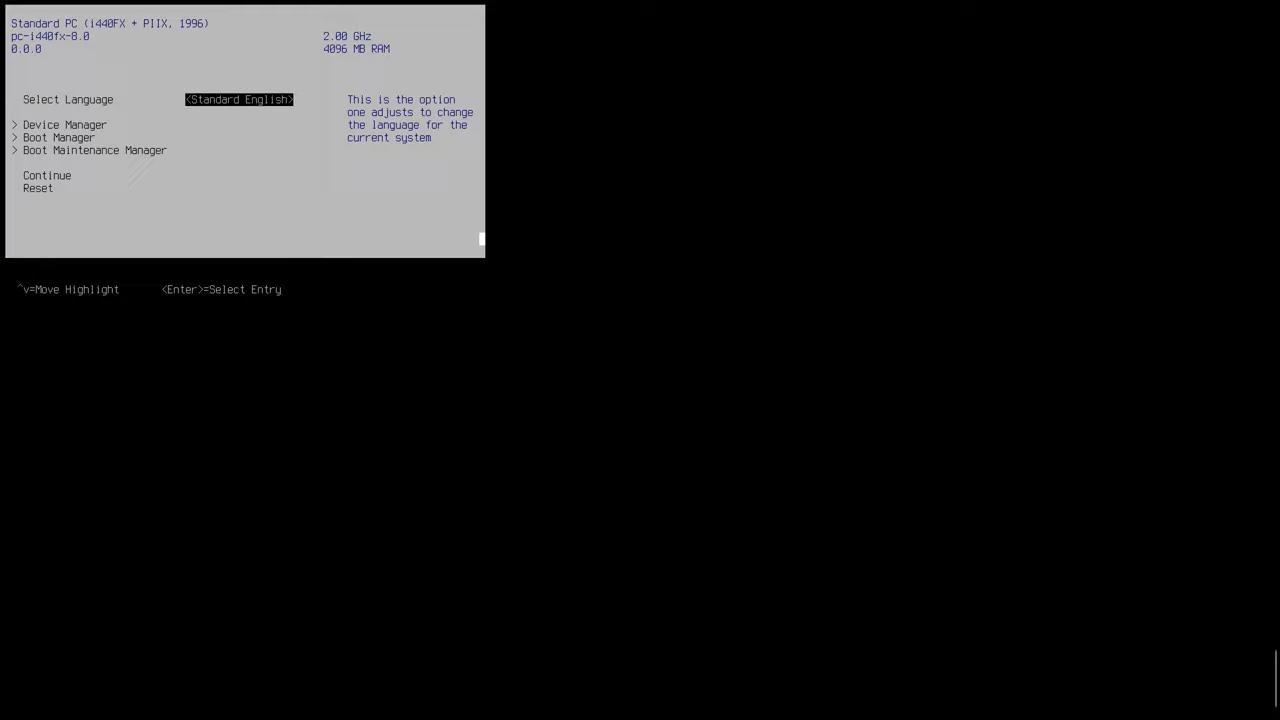 Standard PC (i440FX + PIIX, 1996)
pc-i440fx-8.0 2.00 GHz
0.0.0 4096 MB RAM
Select Language <Standard English> This is the option
one adjusts to change
> Device Manager the language for the
> Boot Manager current system
> Boot Maintenance Manager
Continue
Reset
^v=Move Highlight <Enter>=Select Entry